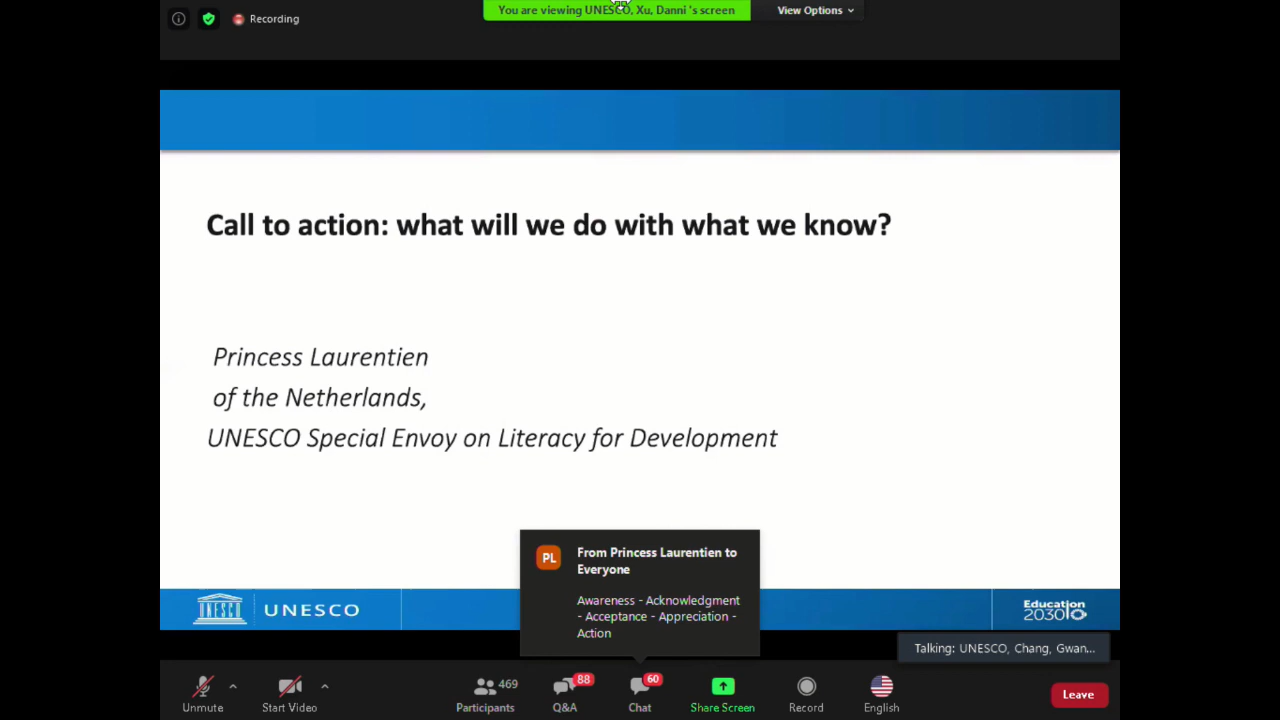 Recording
You are viewing UNESCO, Xu, Danni 's screen
View Options
Call to action: what will we do with what we know?
Princess Laurentien
of the Netherlands,
UNESCO Special Envoy on Literacy for Development
PL
From Princess Laurentien to
Everyone
Awareness - Acknowledgment
- Acceptance - Appreciation -
Action
UNESCO
UNESCO
Education
2030
Talking: UNESCO, Chang, Gwan...
Unmute
Start Video
469
Participants
88
Q&A
60
Chat
Share Screen
Record
English
Leave